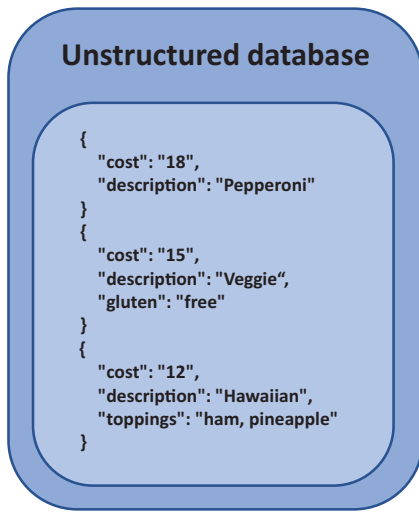 Unstructured database
{
"cost": "18",
"description": "Pepperoni"
}
{
"cost": "15",
"description": "Veggie“,
"gluten": "free"
}
{
"cost": "12",
"description": "Hawaiian",
"toppings": "ham, pineapple"
}